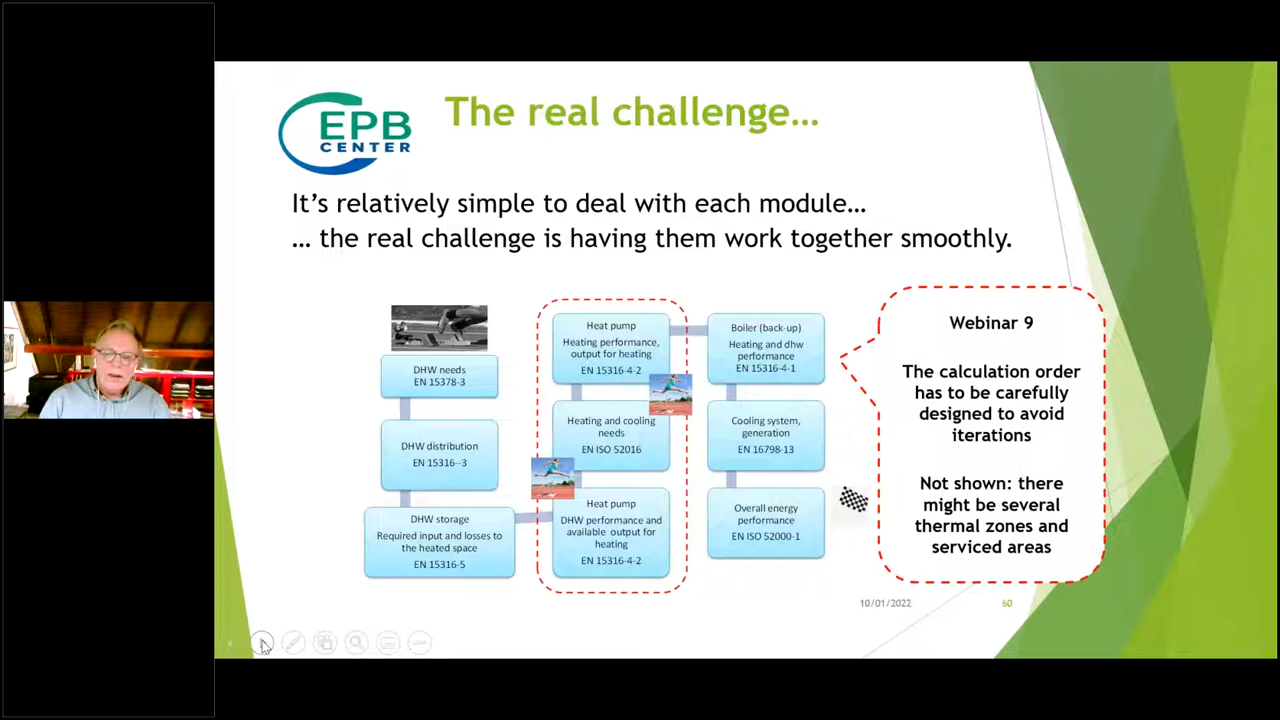 EPB
CENTER
The real challenge…
It’s relatively simple to deal with each module…
… the real challenge is having them work together smoothly.
DHW needs
EN 15378-3
DHW distribution
EN 15316--3
DHW storage
Required input and losses to
the heated space
EN 15316-5
Heat pump
Heating performance,
output for heating
EN 15316-4-2
Heating and cooling
needs
EN ISO 52016
Heat pump
DHW performance and
available output for
heating
EN 15316-4-2
Boiler (back-up)
Heating and dhw
performance
EN 15316-4-1
Cooling system,
generation
EN 16798-13
Overall energy
performance
EN ISO 52000-1
Webinar 9
The calculation order
has to be carefully
designed to avoid
iterations
Not shown: there
might be several
thermal zones and
serviced areas
10/01/2022
60